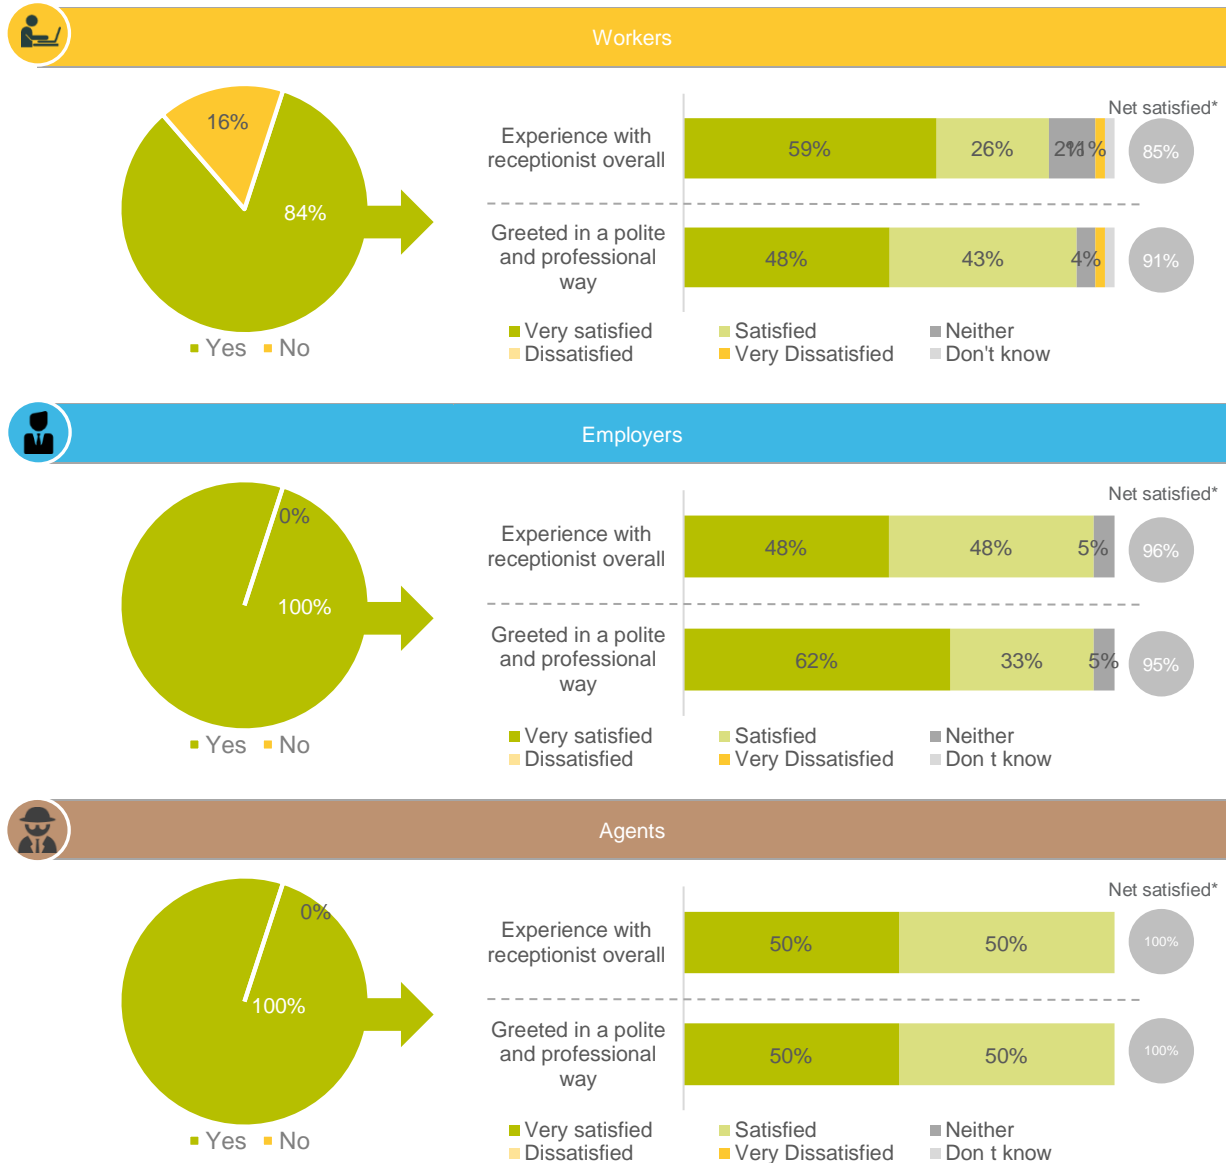 Workers
16%
84%
Yes No
Net satisfied*
Experience with
receptionist overall
59% 26% 1% 85%
Greeted in a polite
and professional
way
48% 43% 4% 91%
Very satisfied Satisfied Neither
Dissatisfied Very Dissatisfied Don't know
Employers
0%
100%
Yes No
Net satisfied*
Experience with
receptionist overall
48% 48% 5% 96%
Greeted in a polite
and professional
way
62% 33% 5% 95%
Very satisfied Satisfied Neither
Dissatisfied Very Dissatisfied Don t know
Agents
0%
100%
Yes No
Net satisfied*
Experience with
receptionist overall
50% 50% 100%
Greeted in a polite
and professional
way
50% 50% 100%
Very satisfied Satisfied Neither
Dissatisfied Very Dissatisfied Don t know